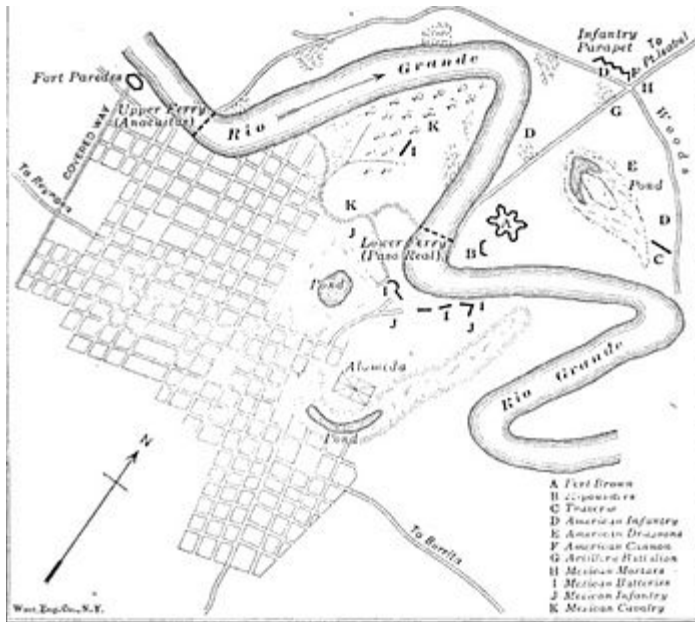 Infantry
Parapet
To
Pt. Isabel
D
H
G
Fort Paredes
Upper Ferry
(Anacuitas)
Rio
Grande
COVERED WAY
K
I
D
Woods
E
Pond
D
C
To Reynosa
K
J
A
Lower Ferry
(Paso Real)
B
Pond
I
J
I
I
J
Alameda
Pond
Rio Grande
N
To Burrita
A Fort Brown
B
C Traverse
D American Infantry
E American Dragoons
F American Cannon
G Artillery Battalion
H Mexican Mortars
I Mexican Batteries
J Mexican Infantry
K Mexican Cavalry
West, Eng. Co., N. Y.